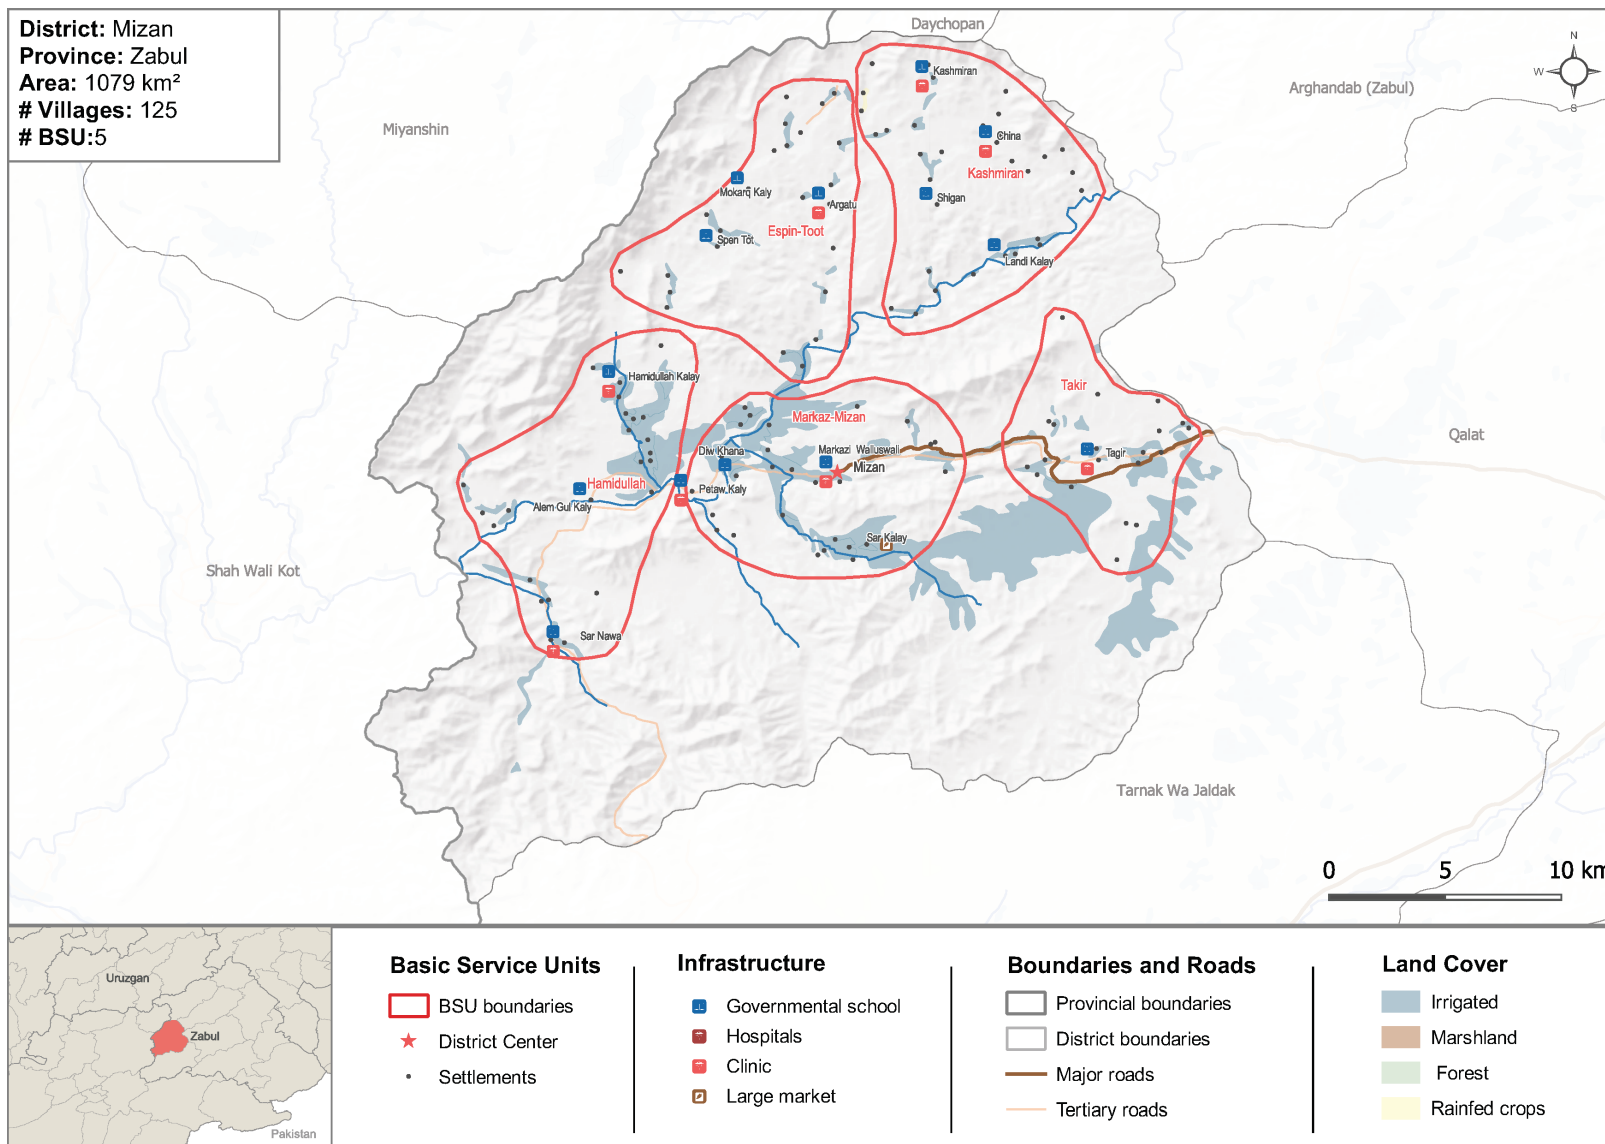 District: Mizan
Province: Zabul
Area: 1079 km²
# Villages: 125
# BSU:5
Daychopan
Arghandab (Zabul)
Miyanshin
N
W
S
Kashmiran
China
Kashmiran
Mokarq Kaly
Argatu
Shigan
Espin-Toot
Spen Tot
Landi Kalay
Hamidullah Kalay
Takir
Markaz-Mizan
Qalat
Diw Khana
Markazi Walluswali
Tagir
Mizan
Hamidullah
Petaw Kaly
Alem Gul Kaly
Sar Kalay
Shah Wali Kot
Sar Nawa
Tarnak Wa Jaldak
0 5 10 km
Uruzgan
Zabul
Pakistan
Basic Service Units
BSU boundaries
District Center
Settlements
Infrastructure
Governmental school
Hospitals
Clinic
Large market
Boundaries and Roads
Provincial boundaries
District boundaries
Major roads
Tertiary roads
Land Cover
Irrigated
Marshland
Forest
Rainfed crops